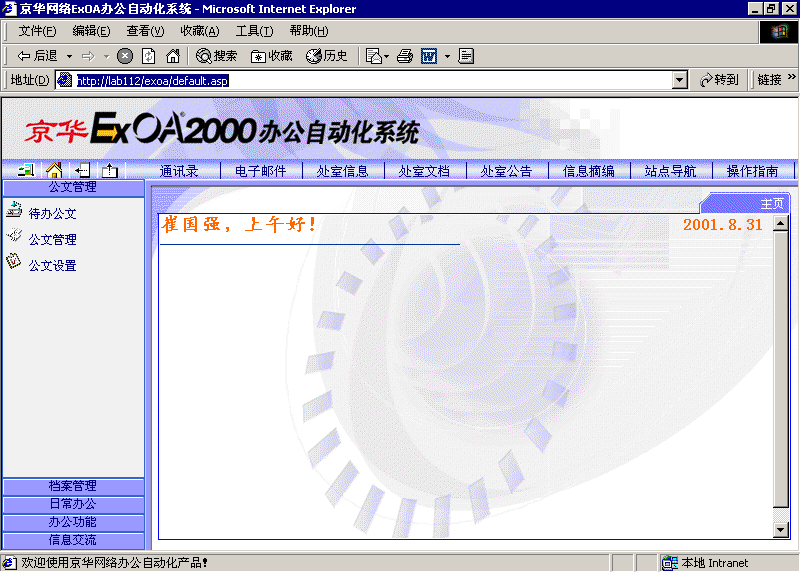 京华网络ExOA办公自动化系统 - Microsoft Internet Explorer
文件(F) 编辑(E) 查看(V) 收藏(A) 工具(T) 帮助(H)
后退 搜索 收藏 历史
地址(D) http://lab112/exoa/default.asp 转到 链接 »
京华ExOA2000办公自动化系统
通讯录 电子邮件 处室信息 处室文档 处室公告 信息摘编 站点导航 操作指南
公文管理
主页
待办公文
公文管理
公文设置
崔国强，上午好! 2001.8.31
档案管理
日常办公
办公功能
信息交流
欢迎使用京华网络办公自动化产品! 本地 Intranet